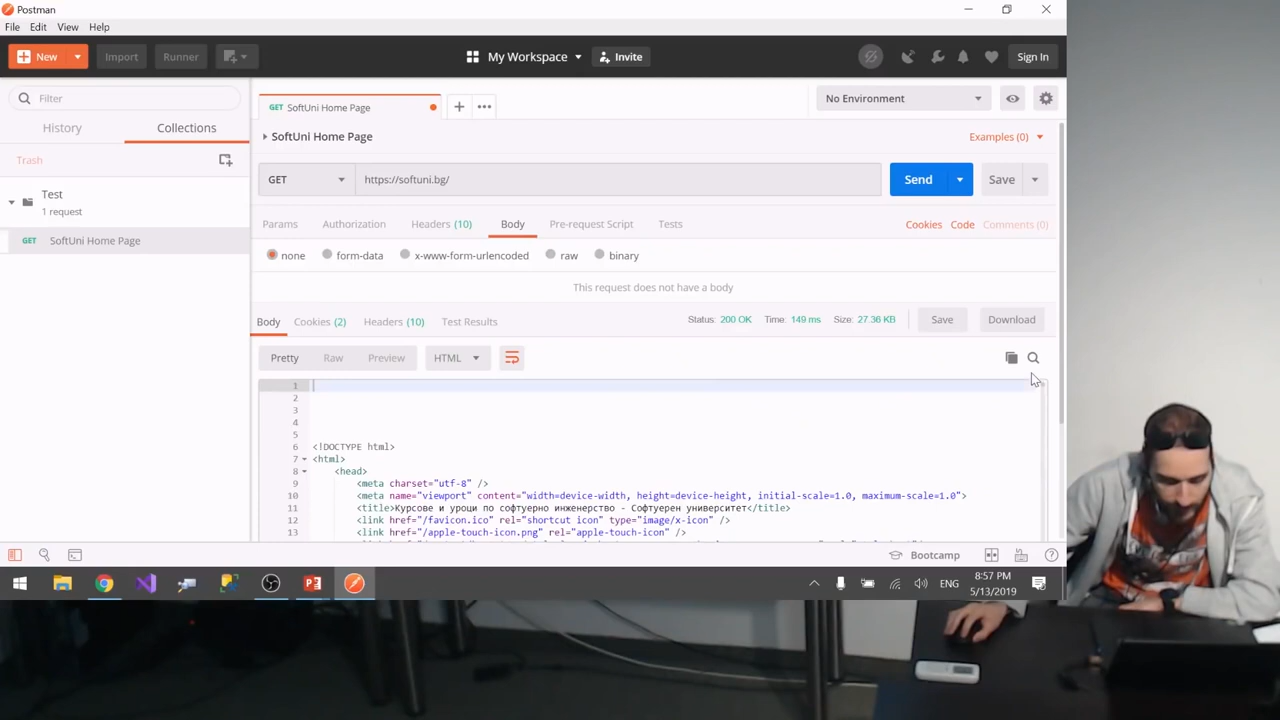 Postman
File Edit View Help
New Import Runner My Workspace Invite Sign In
Filter
History Collections
Trash
Test
1 request
GET SoftUni Home Page
GET SoftUni Home Page
No Environment
SoftUni Home Page Examples (0)
GET https://softuni.bg/ Send Save
Params Authorization Headers (10) Body Pre-request Script Tests Cookies Code Comments (0)
none form-data x-www-form-urlencoded raw binary
This request does not have a body
Body Cookies (2) Headers (10) Test Results Status: 200 OK Time: 149 ms Size: 27.36 KB Save Download
Pretty Raw Preview HTML
1
2
3
4
5
6 <!DOCTYPE html>
7 <html>
8 <head>
9 <meta charset="utf-8" />
10 <meta name="viewport" content="width=device-width, height=device-height, initial-scale=1.0, maximum-scale=1.0">
11 <title>Курсове и уроци по софтуерно инженерство - Софтуерен университет</title>
12 <link href="/favicon.ico" rel="shortcut icon" type="image/x-icon" />
13 <link href="/apple-touch-icon.png" rel="apple-touch-icon" />
Bootcamp
ENG
8:57 PM
5/13/2019